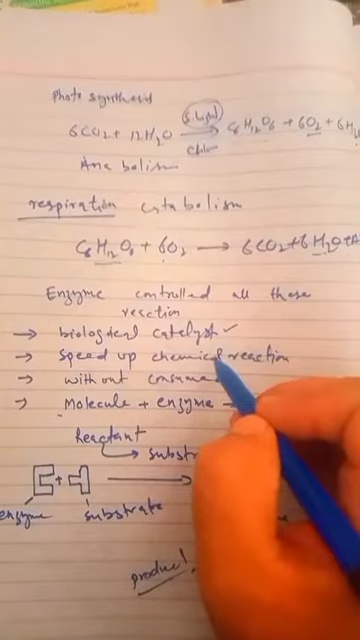 Photo synthesis
6CO2 + 12H2O S.light → C6H12O6 + 6O2 + 6H2
Chlor
Anabolism
respiration Catabolism
C6H12O6 + 6O2 → 6CO2 + 6H2O +
Enzyme controlled all these
reaction
→ biological catalyst ✓
→ Speed up chemical reaction
→ without consume
→ Molecule + enzyme →
Reactant
→ substr
+ →
enzyme substrate
product